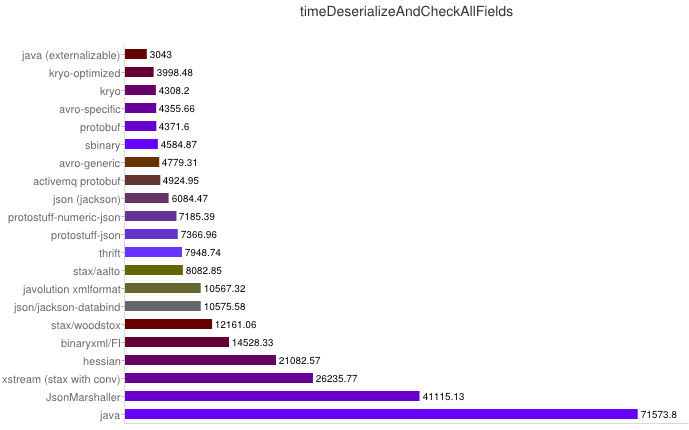 timeDeserializeAndCheckAllFields
java (externalizable) 3043
kryo-optimized 3998.48
kryo 4308.2
avro-specific 4355.66
protobuf 4371.6
sbinary 4584.87
avro-generic 4779.31
activemq protobuf 4924.95
json (jackson) 6084.47
protostuff-numeric-json 7185.39
protostuff-json 7366.96
thrift 7948.74
stax/aalto 8082.85
javolution xmlformat 10567.32
json/jackson-databind 10575.58
stax/woodstox 12161.06
binaryxml/FI 14528.33
hessian 21082.57
xstream (stax with conv) 26235.77
JsonMarshaller 41115.13
java 71573.8